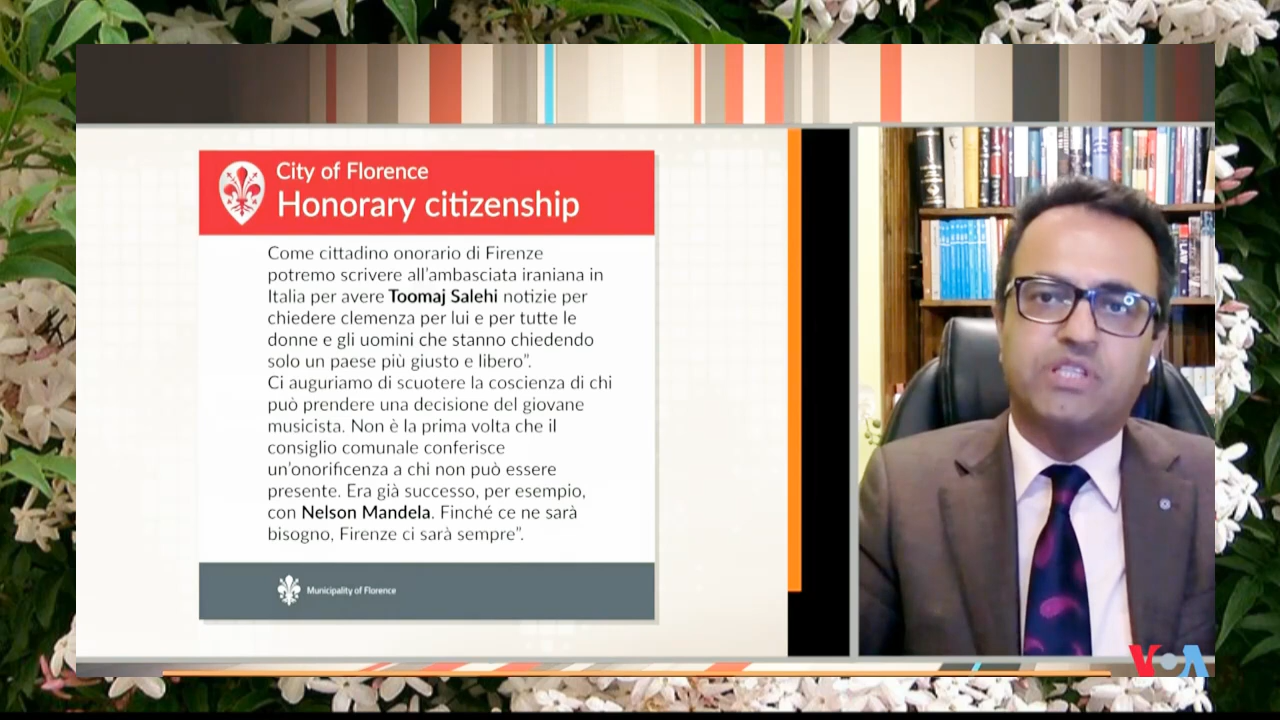 City of Florence
Honorary citizenship
Come cittadino onorario di Firenze
potremo scrivere all'ambasciata iraniana in
Italia per avere Toomaj Salehi notizie per
chiedere clemenza per lui e per tutte le
donne e gli uomini che stanno chiedendo
solo un paese più giusto e libero”.
Ci auguriamo di scuotere la coscienza di chi
può prendere una decisione del giovane
musicista. Non è la prima volta che il
consiglio comunale conferisce
un'onorificenza a chi non può essere
presente. Era già successo, per esempio,
con Nelson Mandela. Finché ce ne sarà
bisogno, Firenze ci sarà sempre”.
Municipality of Florence
LAW
VOA